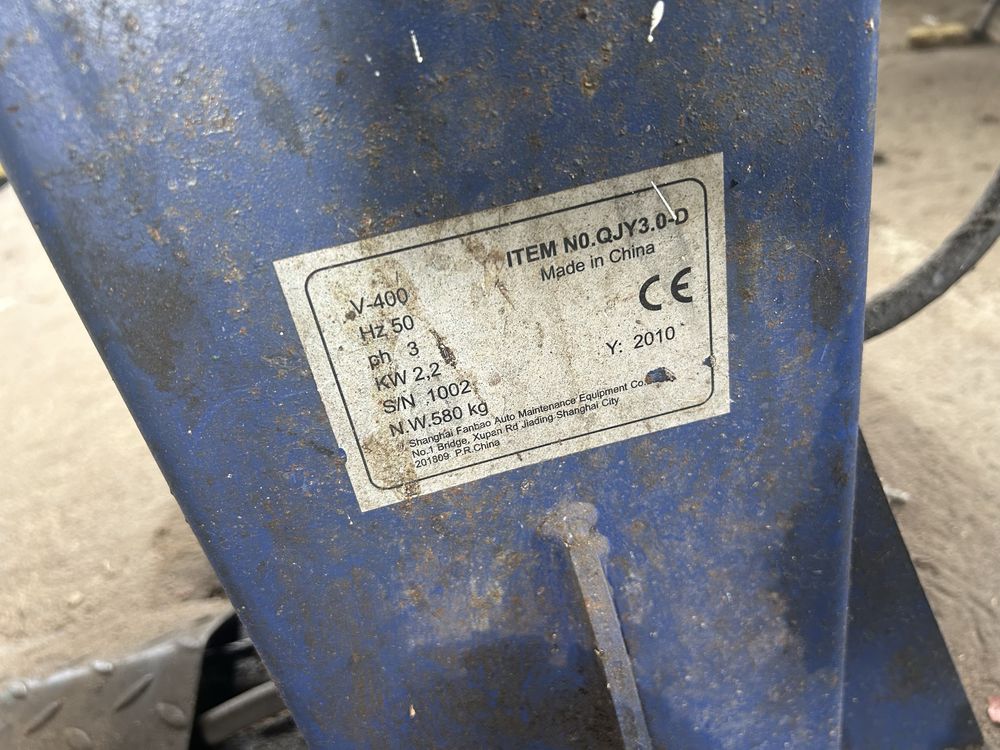 ITEM N0.QJY3.0-D
Made in China
V-400
Hz 50
ph 3
KW 2,2
S/N 1002
N.W.580 kg
CE
Y: 2010
Shanghai Fanbao Auto Maintenance Equipment Co.
No.1 Bridge, Xupan Rd Jiading Shanghai City
201809 P.R.China